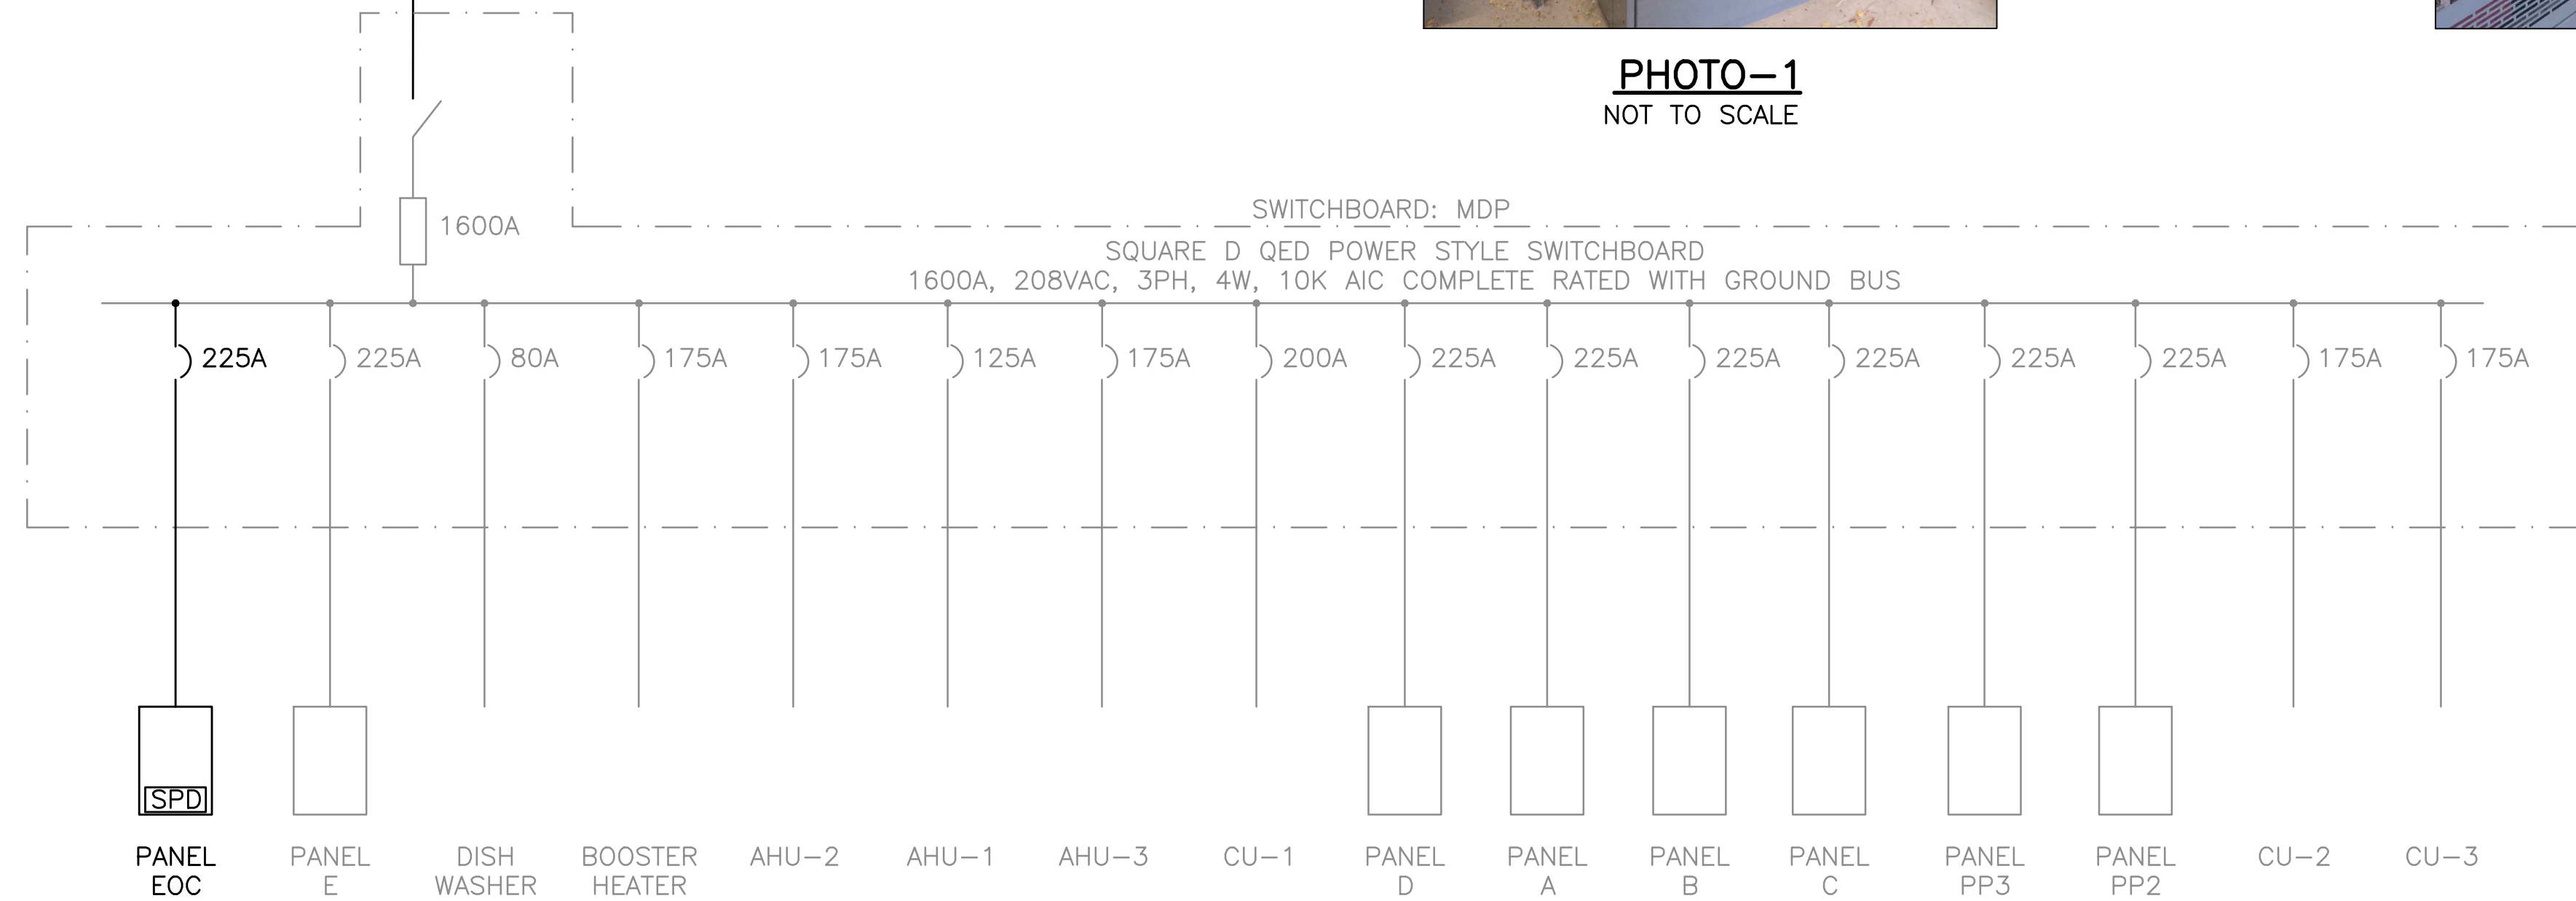 PHOTO-1
NOT TO SCALE
SWITCHBOARD: MDP
1600A
SQUARE D QED POWER STYLE SWITCHBOARD
1600A, 208VAC, 3PH, 4W, 10K AIC COMPLETE RATED WITH GROUND BUS
225A 225A 80A 175A 175A 125A 175A 200A 225A 225A 225A 225A 225A 225A 175A 175A
SPD
PANEL EOC
PANEL E
DISH WASHER
BOOSTER HEATER
AHU-2
AHU-1
AHU-3
CU-1
PANEL D
PANEL A
PANEL B
PANEL C
PANEL PP3
PANEL PP2
CU-2
CU-3